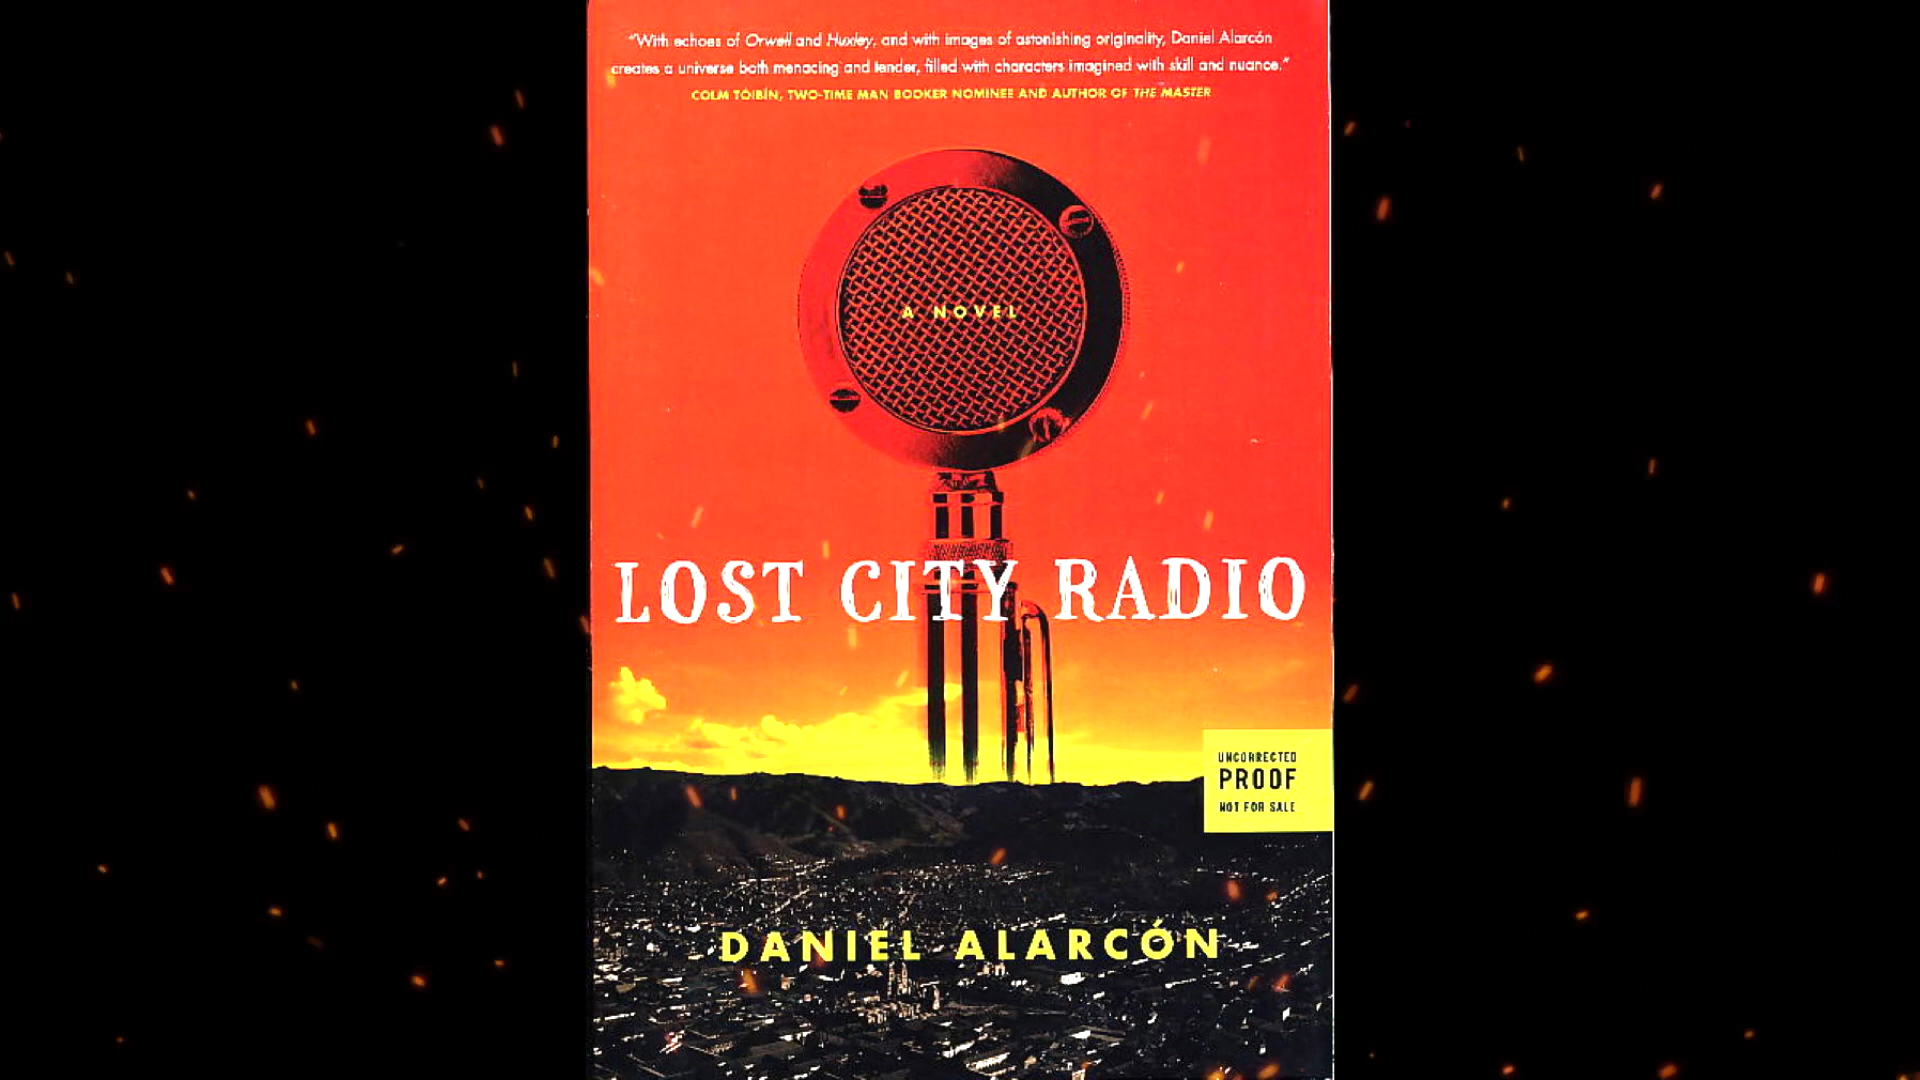 "With echoes of Orwell and Huxley, and with images of astonishing originality, Daniel Alarcón
creates a universe both menacing and tender, filled with characters imagined with skill and nuance."
COLM TÓIBÍN, TWO-TIME MAN BOOKER NOMINEE AND AUTHOR OF THE MASTER
A NOVEL
LOST CITY RADIO
UNCORRECTED
PROOF
NOT FOR SALE
DANIEL ALARCÓN